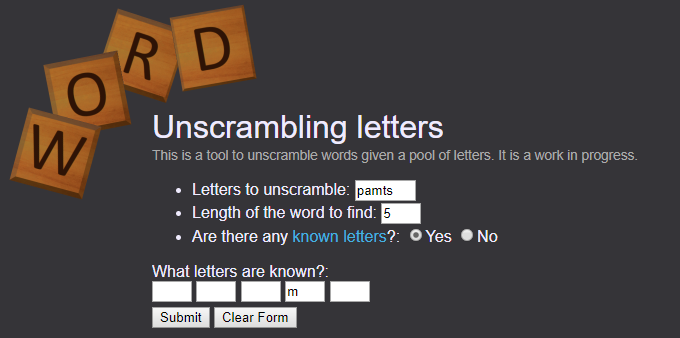 WORD
Unscrambling letters
This is a tool to unscramble words given a pool of letters. It is a work in progress.
Letters to unscramble: pamts
Length of the word to find: 5
Are there any known letters?: Yes No
What letters are known?:
m
Submit Clear Form